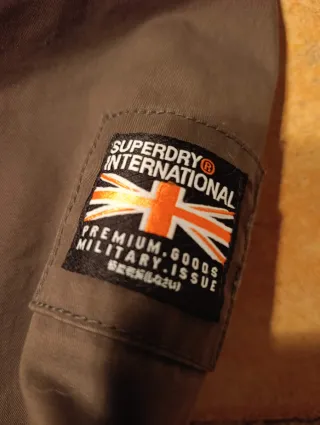 SUPERDRY®
INTERNATIONAL
PREMIUM.GOODS
MILITARY.ISSUE